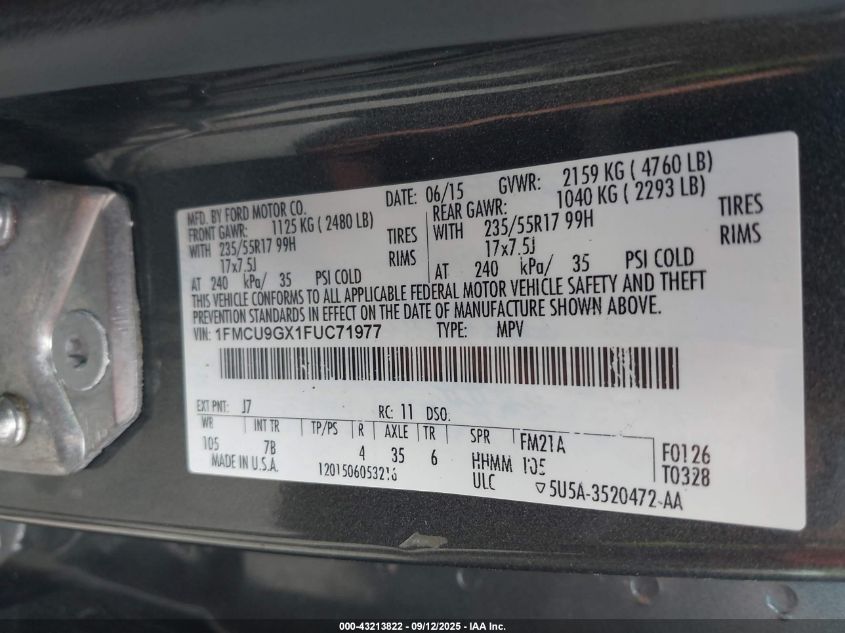 MFD. BY FORD MOTOR CO.
DATE: 06/15 GVWR: 2159 KG ( 4760 LB)
FRONT GAWR: 1125 KG ( 2480 LB)
REAR GAWR: 1040 KG ( 2293 LB)
WITH 235/55R17 99H TIRES
WITH 235/55R17 99H TIRES
17x7.5J RIMS
17x7.5J RIMS
AT 240 kPa/ 35 PSI COLD
AT 240 kPa/ 35 PSI COLD
THIS VEHICLE CONFORMS TO ALL APPLICABLE FEDERAL MOTOR VEHICLE SAFETY AND THEFT
PREVENTION STANDARDS IN EFFECT ON THE DATE OF MANUFACTURE SHOWN ABOVE.
VIN: 1FMCU9GX1FUC71977 TYPE: MPV
EXT PNT: J7 RC: 11 DSO:
WB INT TR TP/PS R AXLE TR SPR FM21A F0126
105 7B 4 35 6 HHMM 105 T0328
MADE IN U.S.A. 120150605321 ULC 5U5A-3520472-AA
000-43213822 - 09/12/2025 - IAA Inc.